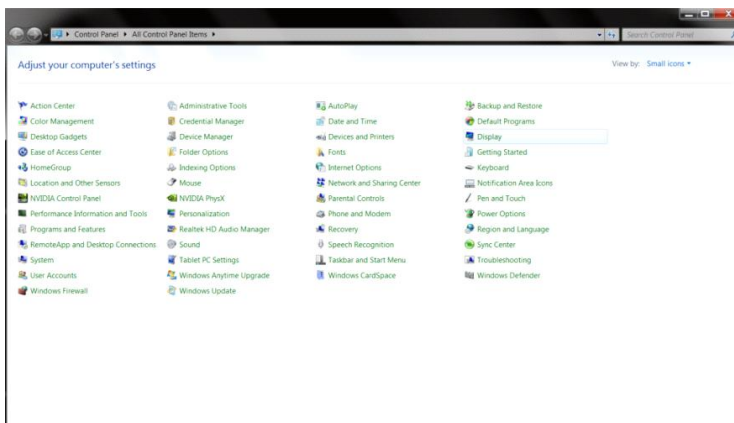 Control Panel ▸ All Control Panel Items ▸
Search Control Panel
Adjust your computer's settings
View by: Small icons
Action Center
Administrative Tools
AutoPlay
Backup and Restore
Color Management
Credential Manager
Date and Time
Default Programs
Desktop Gadgets
Device Manager
Devices and Printers
Display
Ease of Access Center
Folder Options
Fonts
Getting Started
HomeGroup
Indexing Options
Internet Options
Keyboard
Location and Other Sensors
Mouse
Network and Sharing Center
Notification Area Icons
NVIDIA Control Panel
NVIDIA PhysX
Parental Controls
Pen and Touch
Performance Information and Tools
Personalization
Phone and Modem
Power Options
Programs and Features
Realtek HD Audio Manager
Recovery
Region and Language
RemoteApp and Desktop Connections
Sound
Speech Recognition
Sync Center
System
Tablet PC Settings
Taskbar and Start Menu
Troubleshooting
User Accounts
Windows Anytime Upgrade
Windows CardSpace
Windows Defender
Windows Firewall
Windows Update